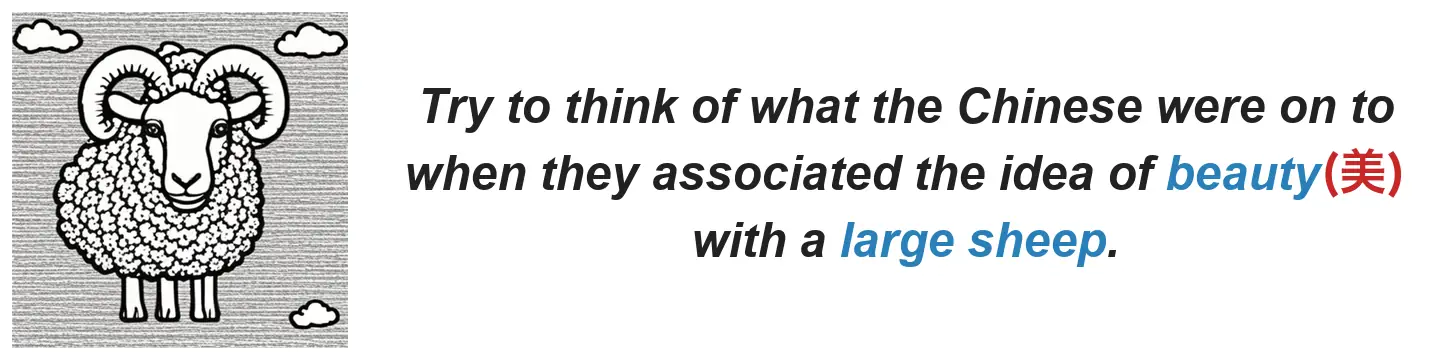 Try to think of what the Chinese were on to
when they associated the idea of beauty(美)
with a large sheep.